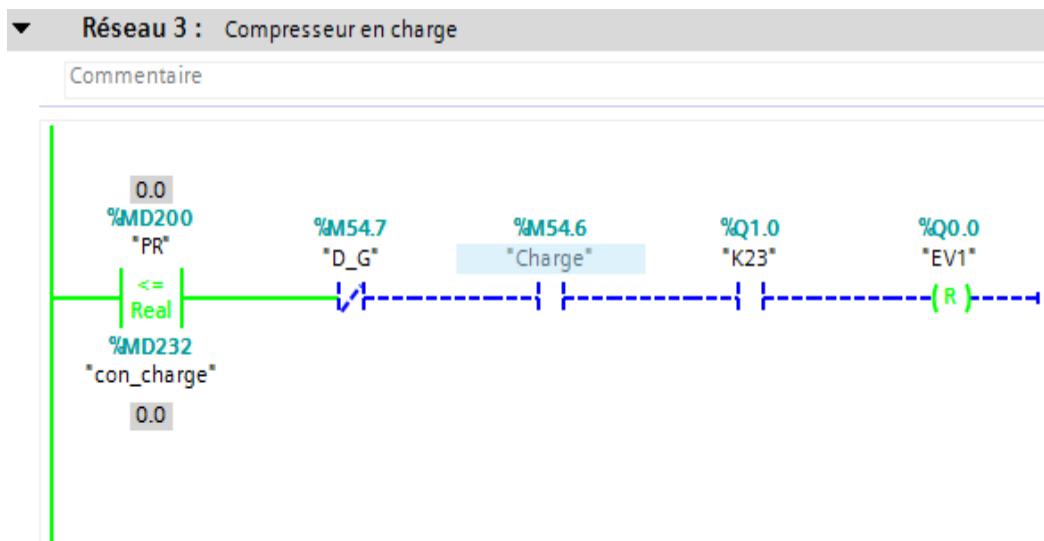 Réseau 3 : Compresseur en charge
Commentaire
0.0
%MD200
"PR"
<=
Real
%MD232
"con_charge"
0.0
%M54.7
"D_G"
%M54.6
"Charge"
%Q1.0
"K23"
%Q0.0
"EV1"
R